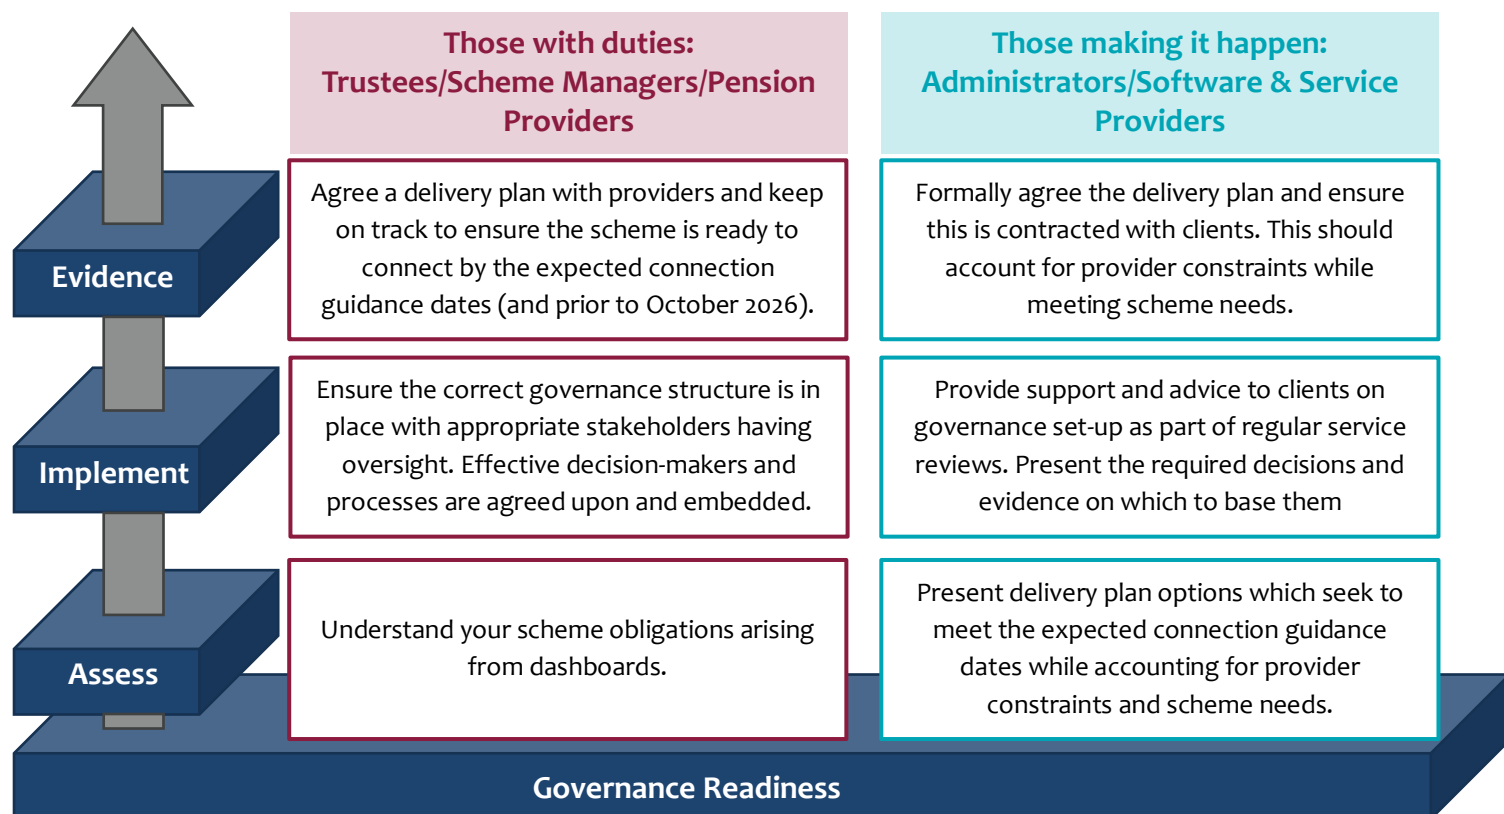 Those with duties:
Trustees/Scheme Managers/Pension
Providers
Those making it happen:
Administrators/Software & Service
Providers
Evidence
Agree a delivery plan with providers and keep
on track to ensure the scheme is ready to
connect by the expected connection
guidance dates (and prior to October 2026).
Formally agree the delivery plan and ensure
this is contracted with clients. This should
account for provider constraints while
meeting scheme needs.
Implement
Ensure the correct governance structure is in
place with appropriate stakeholders having
oversight. Effective decision-makers and
processes are agreed upon and embedded.
Provide support and advice to clients on
governance set-up as part of regular service
reviews. Present the required decisions and
evidence on which to base them
Assess
Understand your scheme obligations arising
from dashboards.
Present delivery plan options which seek to
meet the expected connection guidance
dates while accounting for provider
constraints and scheme needs.
Governance Readiness